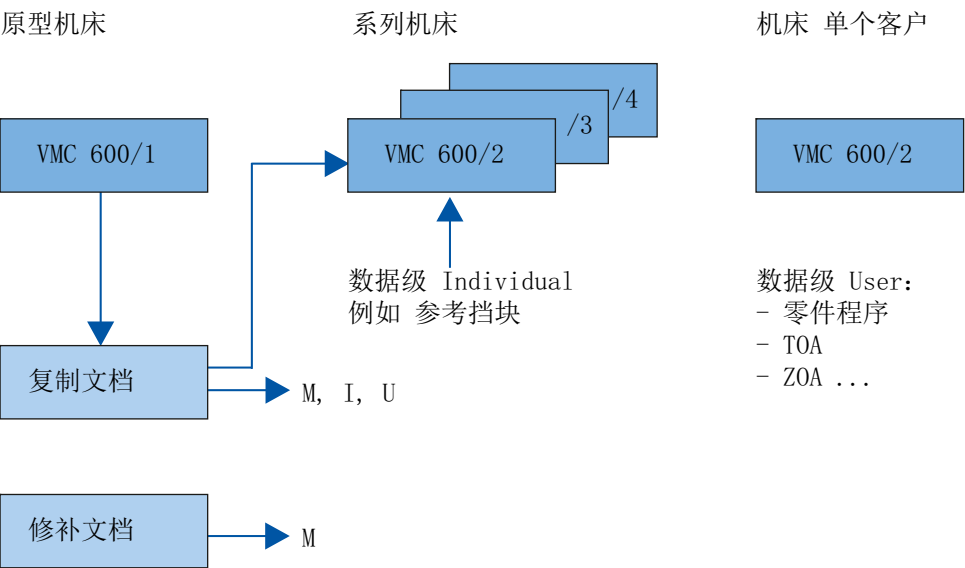 原型机床
系列机床
机床 单个客户
VMC 600/1
VMC 600/2
/3
/4
VMC 600/2
数据级 Individual
例如 参考挡块
数据级 User：
- 零件程序
- TOA
- ZOA ...
复制文档
M, I, U
修补文档
M